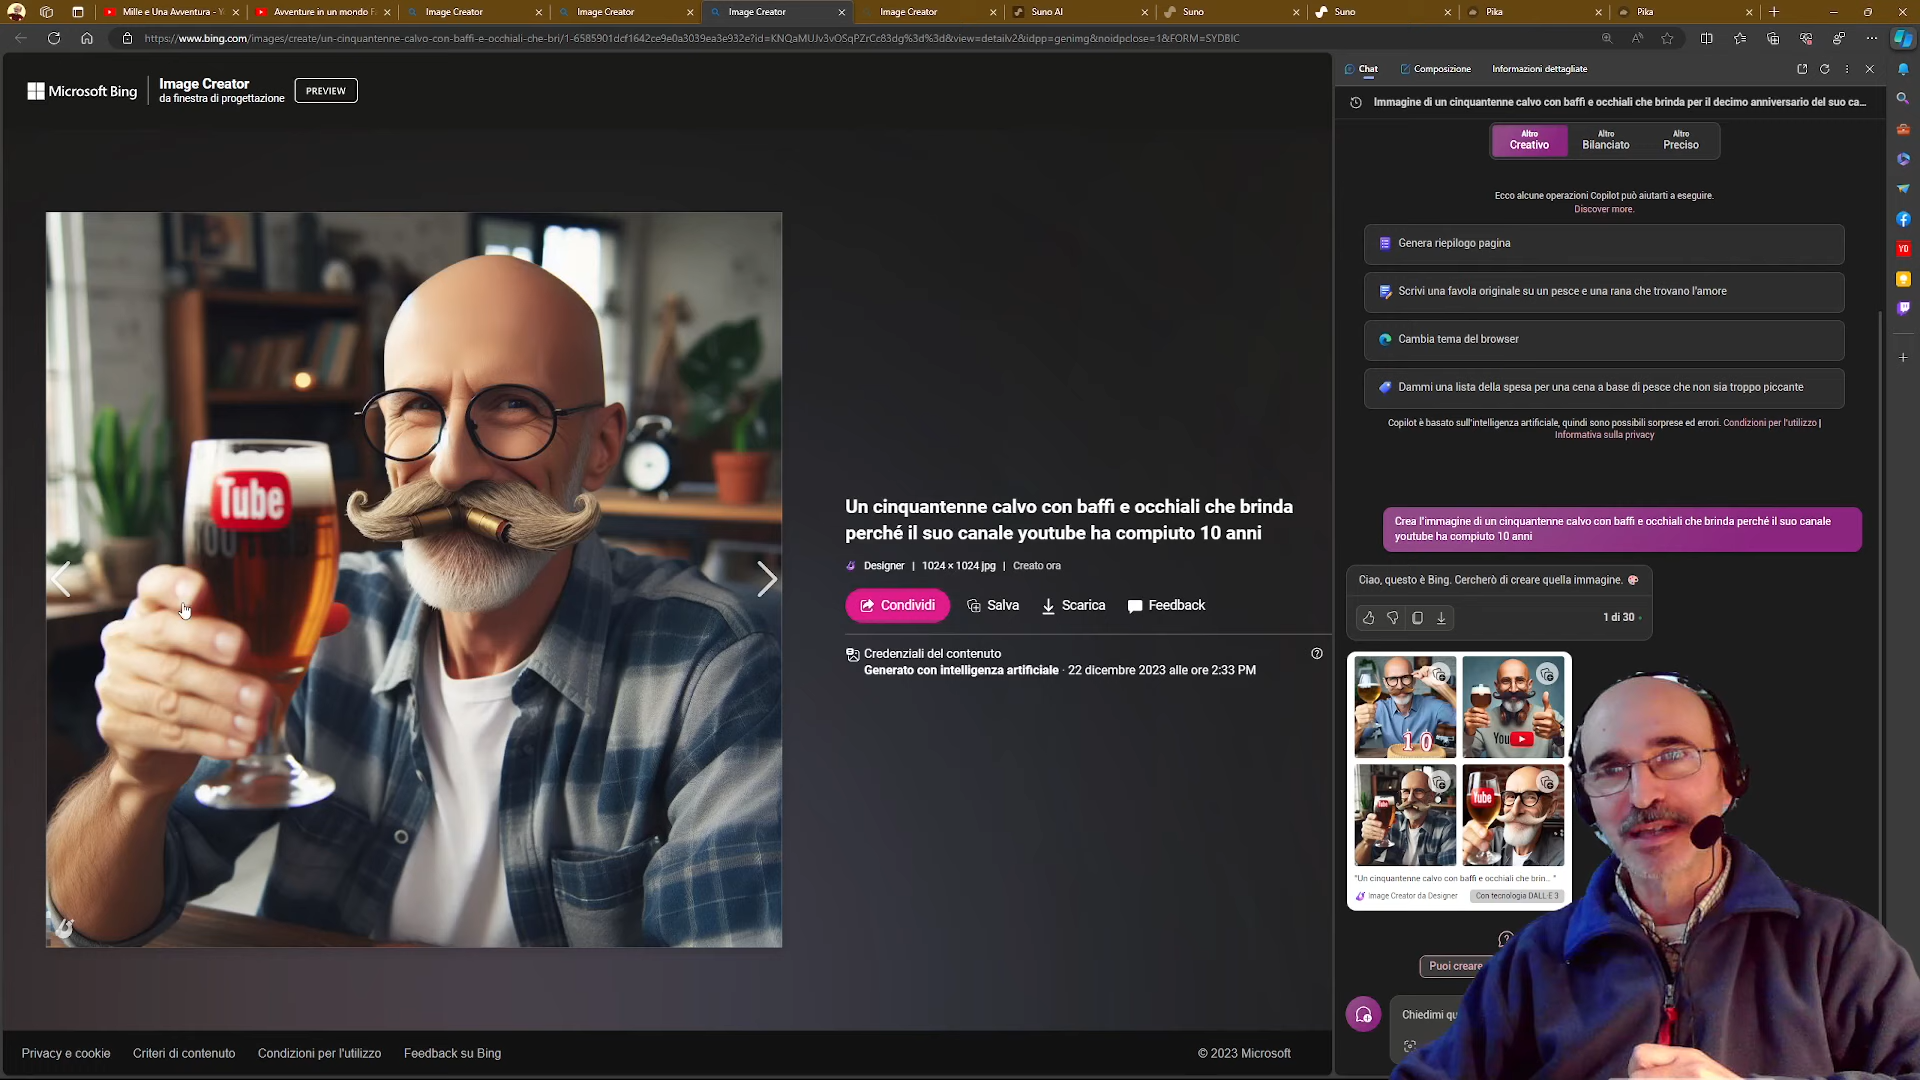 Mille e Una Avventura - Y
Avventure in un mondo F
Image Creator
Image Creator
Image Creator
Image Creator
Suno AI
Suno
Suno
Pika
Pika
https://www.bing.com/images/create/un-cinquantenne-calvo-con-baffi-e-occhiali-che-bri/1-6585901dcf1642ce9e0a3039ea3e932e?id=KNQaMUJv3vOSqPZrCc83dg%3d%3d&view=detailv2&idpp=genimg&noidpclose=1&FORM=SYDBIC
Microsoft Bing
Image Creator
da finestra di progettazione
PREVIEW
Tube
YOU
Un cinquantenne calvo con baffi e occhiali che brinda
perché il suo canale youtube ha compiuto 10 anni
Designer | 1024 × 1024 jpg | Creato ora
Condividi
Salva
Scarica
Feedback
Credenziali del contenuto
Generato con intelligenza artificiale · 22 dicembre 2023 alle ore 2:33 PM
Privacy e cookie
Criteri di contenuto
Condizioni per l'utilizzo
Feedback su Bing
© 2023 Microsoft
Chat
Composizione
Informazioni dettagliate
Immagine di un cinquantenne calvo con baffi e occhiali che brinda per il decimo anniversario del suo ca...
Altro
Creativo
Altro
Bilanciato
Altro
Preciso
Ecco alcune operazioni Copilot può aiutarti a eseguire.
Discover more.
Genera riepilogo pagina
Scrivi una favola originale su un pesce e una rana che trovano l'amore
Cambia tema del browser
Dammi una lista della spesa per una cena a base di pesce che non sia troppo piccante
Copilot è basato sull'intelligenza artificiale, quindi sono possibili sorprese ed errori. Condizioni per l'utilizzo |
Informativa sulla privacy
Crea l'immagine di un cinquantenne calvo con baffi e occhiali che brinda perché il suo canale
youtube ha compiuto 10 anni
Ciao, questo è Bing. Cercherò di creare quella immagine.
1 di 30
10
You
Tube
Tube
"Un cinquantenne calvo con baffi e occhiali che brin... "
Image Creator da Designer
Con tecnologia DALL·E 3
Puoi creare
Chiedimi qu
YD